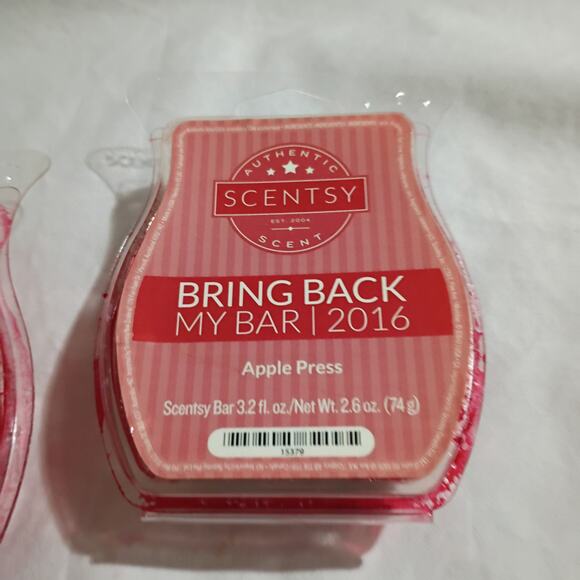 AUTHENTIC
SCENTSY
EST. 2004
SCENT
BRING BACK
MY BAR | 2016
Apple Press
Scentsy Bar 3.2 fl. oz./Net Wt. 2.6 oz. (74 g)
15379